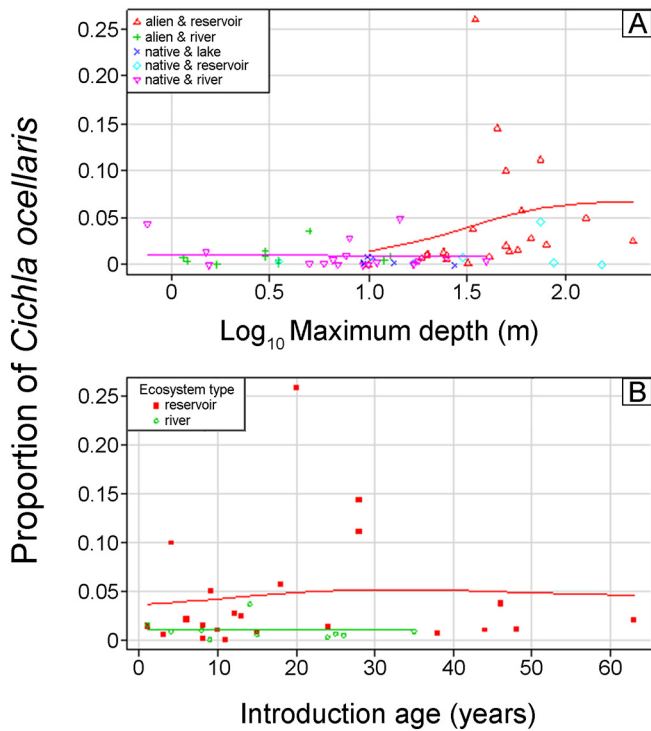 Proportion of Cichla ocellaris
A
alien & reservoir
alien & river
native & lake
native & reservoir
native & river
0.25
0.20
0.15
0.10
0.05
0
0
0.5
1.0
1.5
2.0
Log10 Maximum depth (m)
B
Ecosystem type
reservoir
river
0.25
0.20
0.15
0.10
0.05
0
0
10
20
30
40
50
60
Introduction age (years)